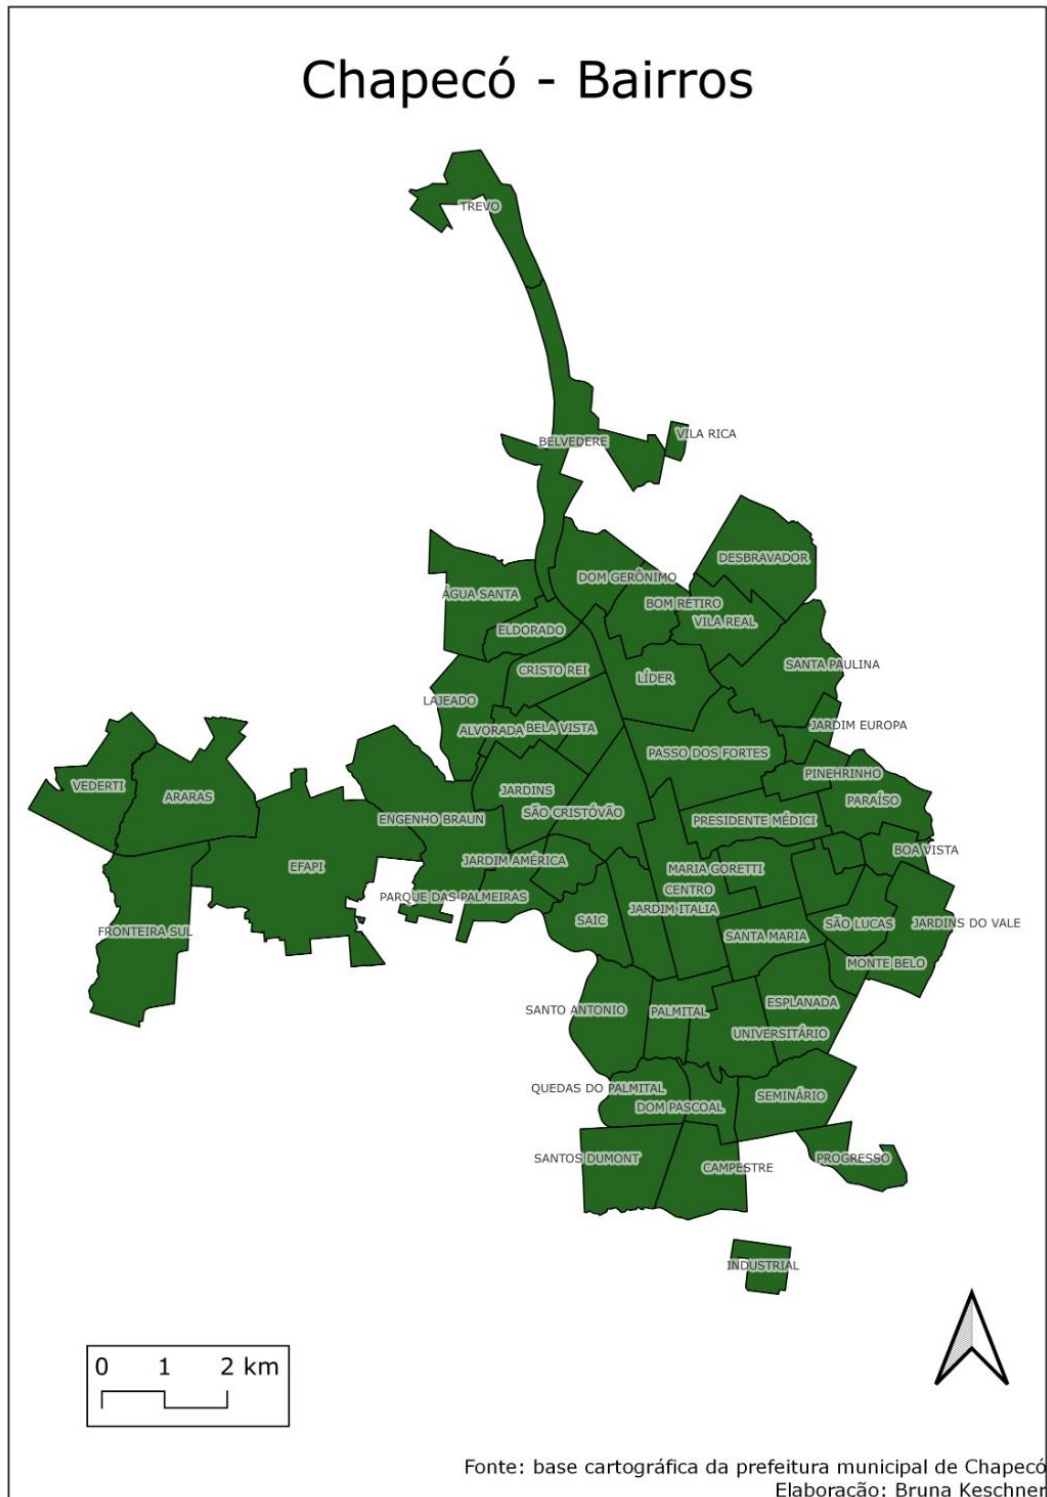 Chapecó - Bairros
TREVO
VILA RICA
BELVEDERE
DESBRAVADOR
DOM GERÔNIMO
ÁGUA SANTA
BOM RETIRO
VILA REAL
ELDORADO
SANTA PAULINA
CRISTO REI
LÍDER
LAJEADO
JARDIM EUROPA
ALVORADA
BELA VISTA
PASSO DOS FORTES
PINEHRINHO
VEDERTI
JARDINS
ARARAS
PARAÍSO
SÃO CRISTÓVÃO
ENGENHO BRAUN
PRESIDENTE MÉDICI
BOA VISTA
JARDIM AMÉRICA
EFAPI
MARIA GORETTI
CENTRO
PARQUE DAS PALMEIRAS
JARDIM ITALIA
SAIC
SÃO LUCAS
JARDINS DO VALE
FRONTEIRA SUL
SANTA MARIA
MONTE BELO
ESPLANADA
SANTO ANTONIO
PALMITAL
UNIVERSITÁRIO
QUEDAS DO PALMITAL
SEMINÁRIO
DOM PASCOAL
SANTOS DUMONT
PROGRESSO
CAMPESTRE
INDUSTRIAL
0 1 2 km
Fonte: base cartográfica da prefeitura municipal de Chapecó
Elaboração: Bruna Keschner